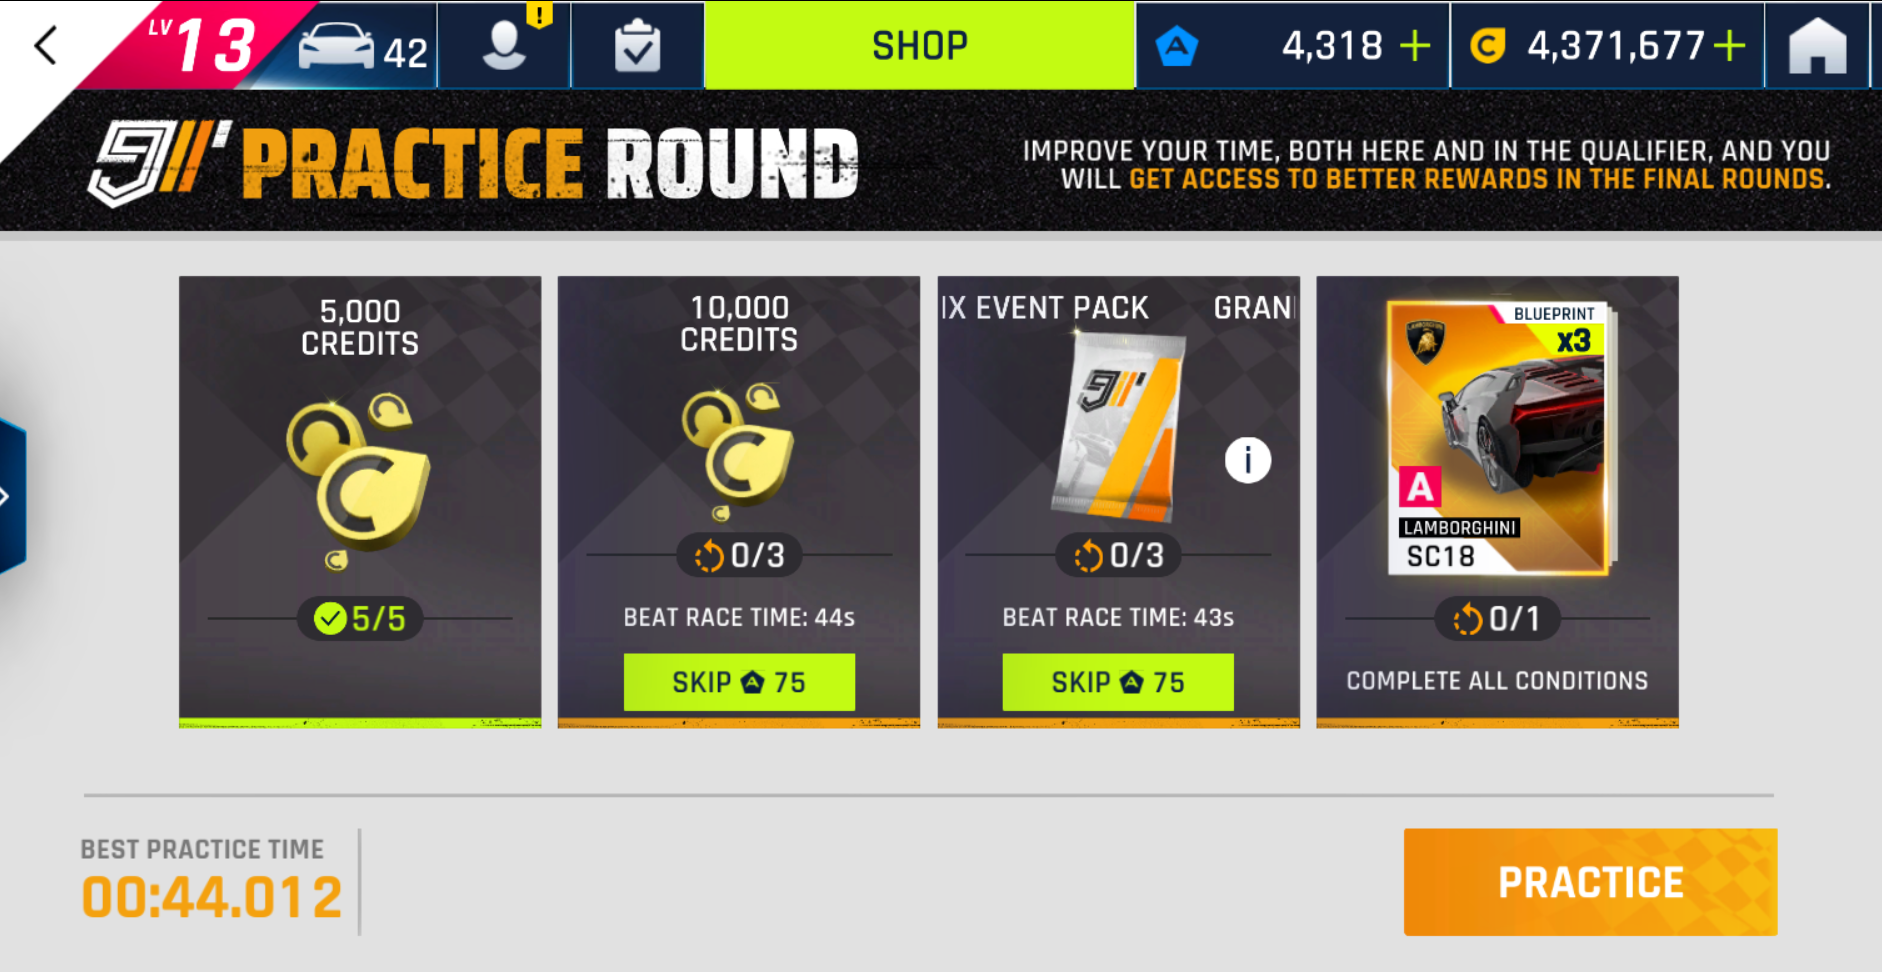 LV 13
42
!
SHOP
4,318 +
4,371,677 +
PRACTICE ROUND
IMPROVE YOUR TIME, BOTH HERE AND IN THE QUALIFIER, AND YOU
WILL GET ACCESS TO BETTER REWARDS IN THE FINAL ROUNDS.
5,000
CREDITS
5/5
10,000
CREDITS
0/3
BEAT RACE TIME: 44s
SKIP 75
IX EVENT PACK GRAN
i
0/3
BEAT RACE TIME: 43s
SKIP 75
BLUEPRINT
x3
A
LAMBORGHINI
SC18
0/1
COMPLETE ALL CONDITIONS
BEST PRACTICE TIME
00:44.012
PRACTICE